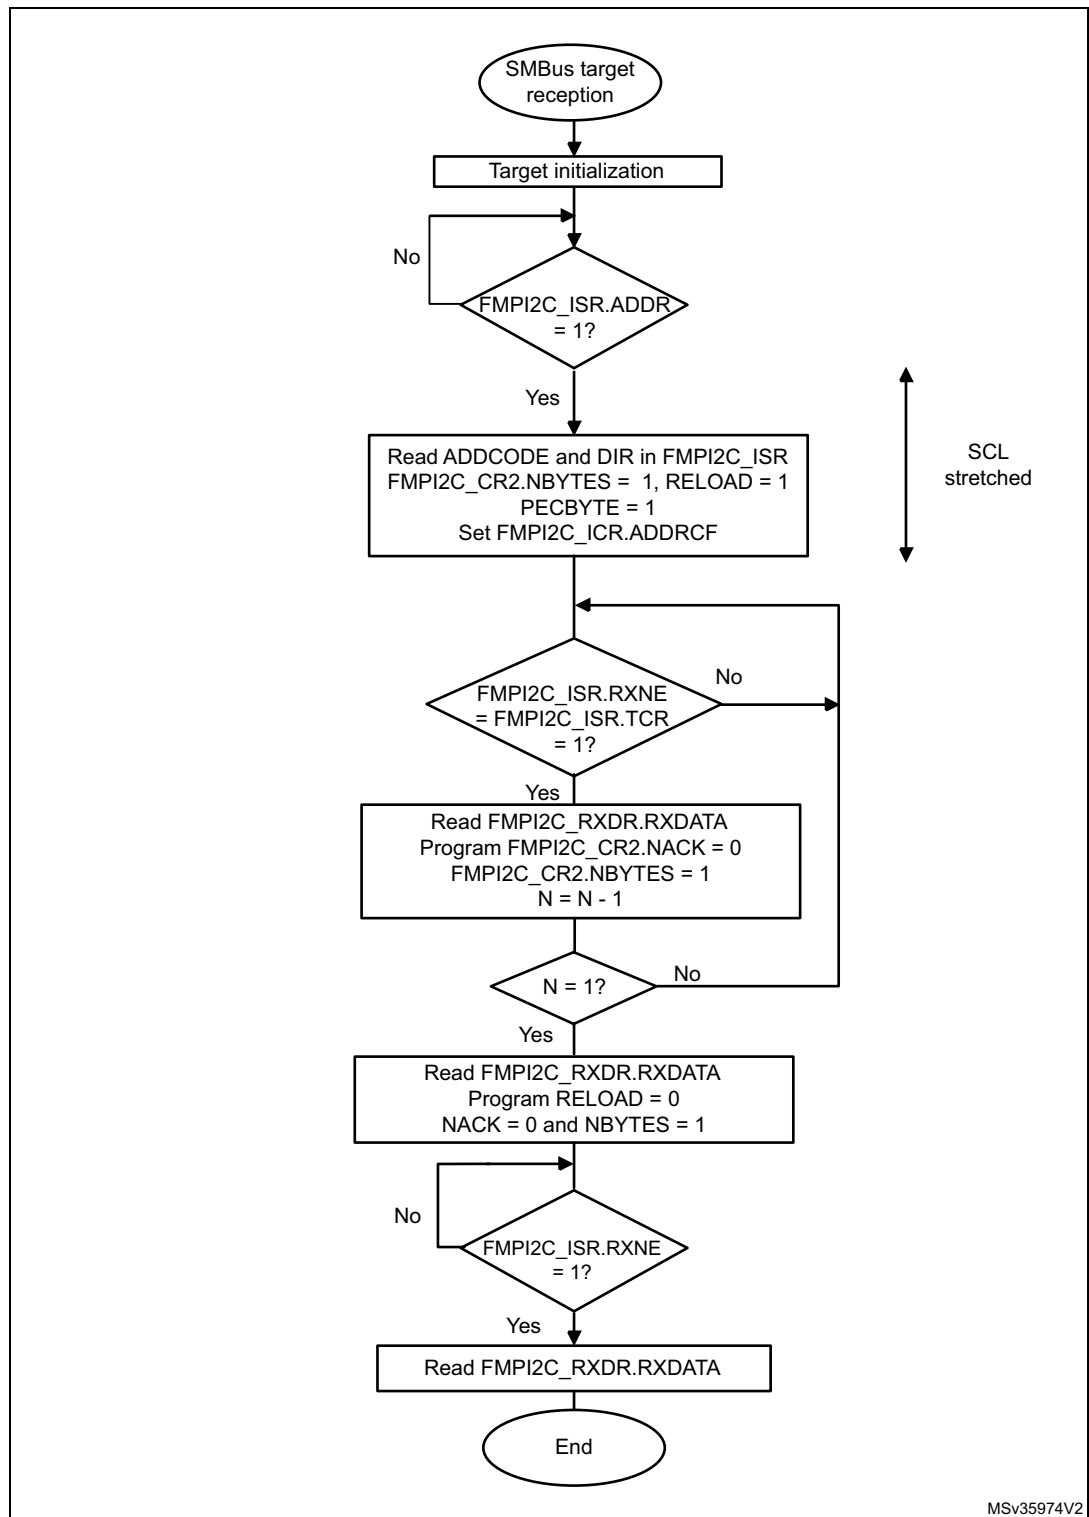 SMBus target
reception
Target initialization
No
FMPI2C_ISR.ADDR
= 1?
Yes
SCL
stretched
Read ADDCODE and DIR in FMPI2C_ISR
FMPI2C_CR2.NBYTES =  1, RELOAD = 1
PECBYTE = 1
Set FMPI2C_ICR.ADDRCF
No
FMPI2C_ISR.RXNE
= FMPI2C_ISR.TCR
= 1?
Yes
Read FMPI2C_RXDR.RXDATA
Program FMPI2C_CR2.NACK = 0
FMPI2C_CR2.NBYTES = 1
N = N - 1
N = 1?
No
Yes
Read FMPI2C_RXDR.RXDATA
Program RELOAD = 0
NACK = 0 and NBYTES = 1
No
FMPI2C_ISR.RXNE
= 1?
Yes
Read FMPI2C_RXDR.RXDATA
End
MSv35974V2